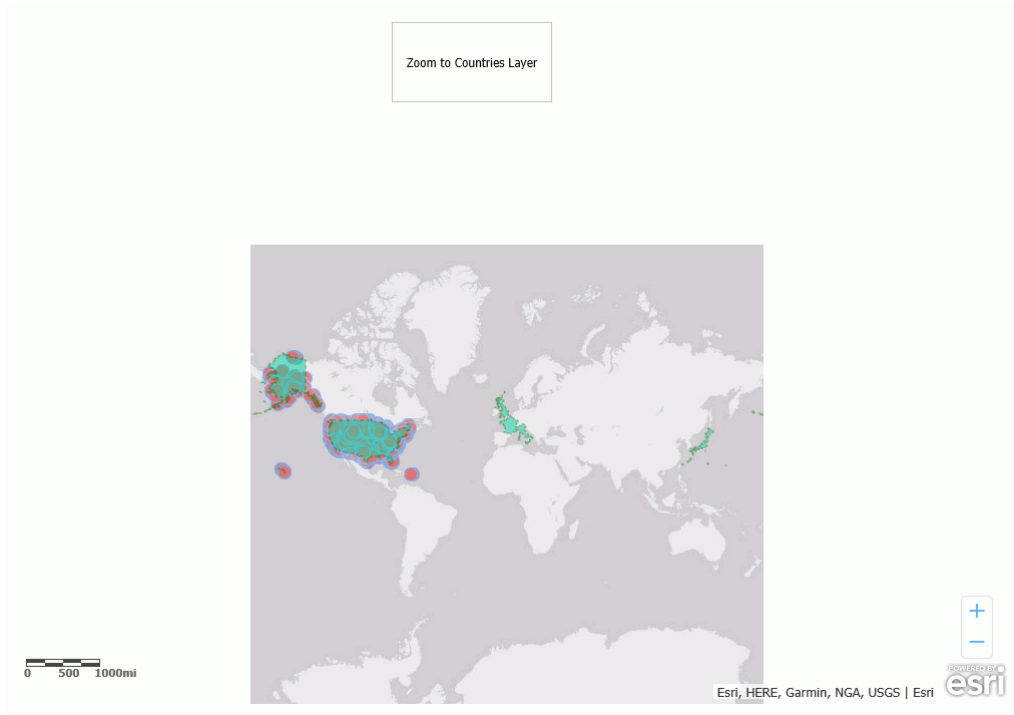 Zoom to Countries Layer
0 500 1000mi
+
−
POWERED BY
esri
Esri, HERE, Garmin, NGA, USGS | Esri